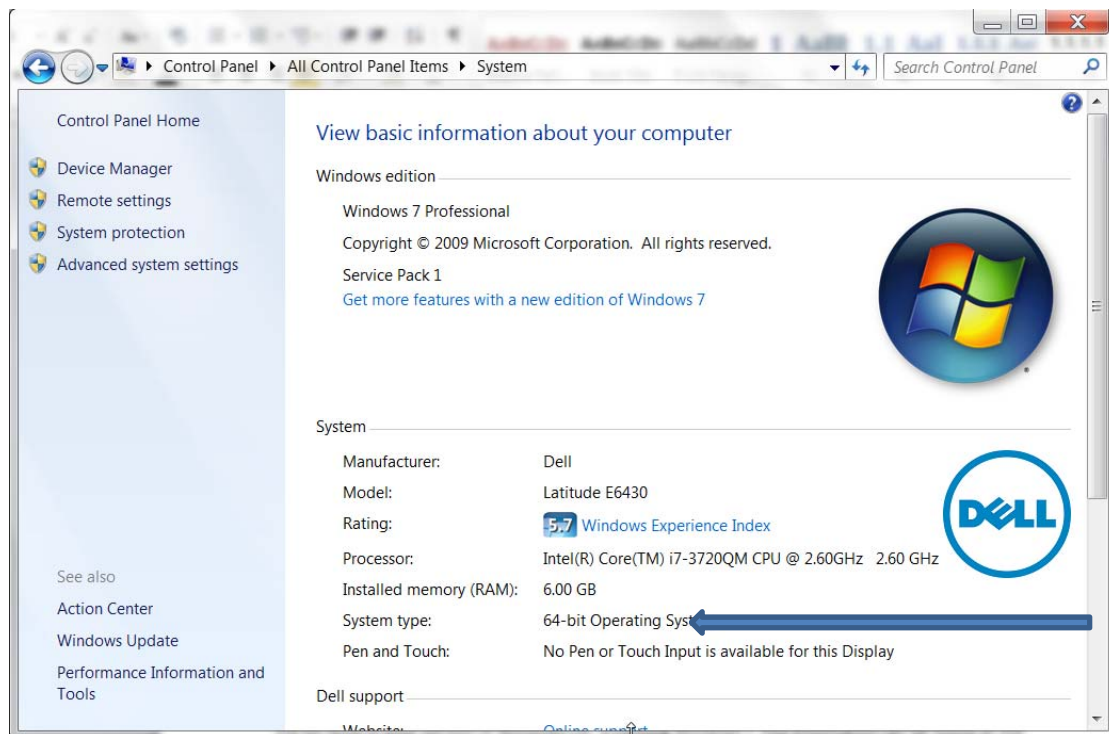 Control Panel ▸ All Control Panel Items ▸ System
Search Control Panel
Control Panel Home
Device Manager
Remote settings
System protection
Advanced system settings
See also
Action Center
Windows Update
Performance Information and
Tools
View basic information about your computer
Windows edition
Windows 7 Professional
Copyright © 2009 Microsoft Corporation. All rights reserved.
Service Pack 1
Get more features with a new edition of Windows 7
System
Manufacturer: Dell
Model: Latitude E6430
Rating: 5.7 Windows Experience Index
Processor: Intel(R) Core(TM) i7-3720QM CPU @ 2.60GHz 2.60 GHz
Installed memory (RAM): 6.00 GB
System type: 64-bit Operating
Pen and Touch: No Pen or Touch Input is available for this Display
DELL
Dell support
Website: Online support